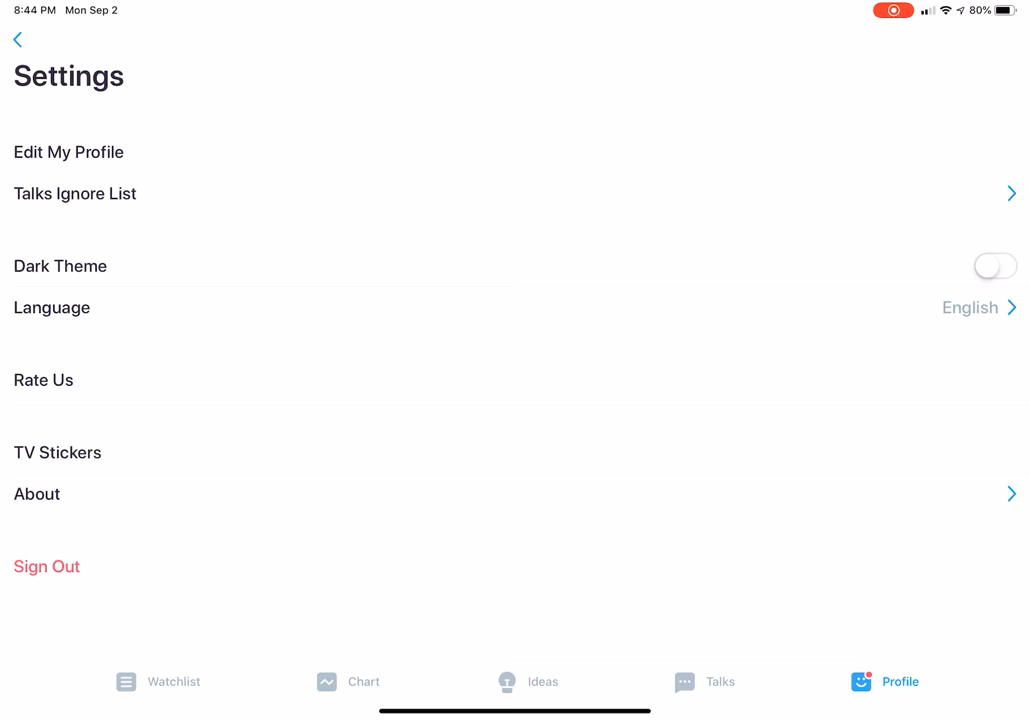 8:44 PM Mon Sep 2 80%
Settings
Edit My Profile
Talks Ignore List
Dark Theme
Language English
Rate Us
TV Stickers
About
Sign Out
Watchlist Chart Ideas Talks Profile